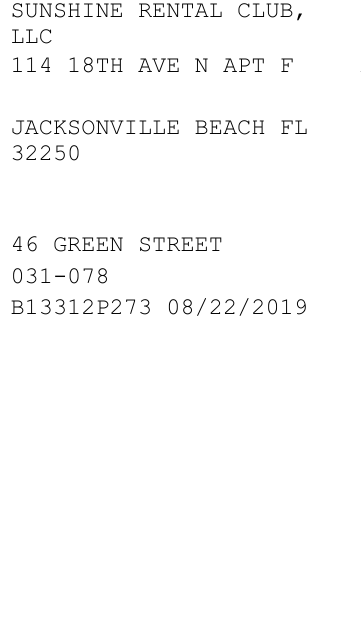 SUNSHINE RENTAL CLUB,
LLC
114 18TH AVE N APT F
JACKSONVILLE BEACH FL
32250
46 GREEN STREET
031-078
B13312P273 08/22/2019